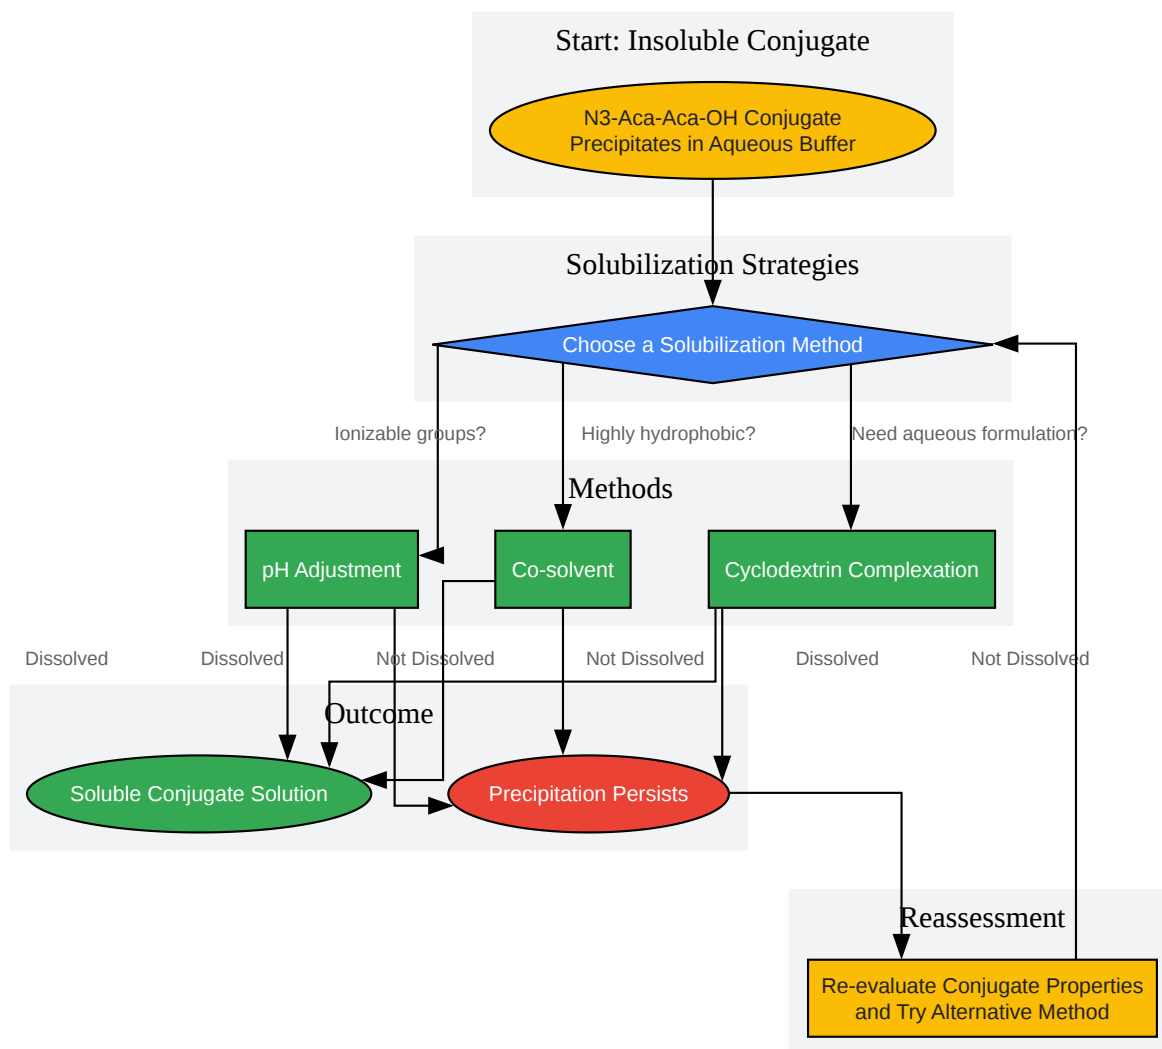 Start: Insoluble Conjugate
N3-Aca-Aca-OH Conjugate
Precipitates in Aqueous Buffer
Solubilization Strategies
Choose a Solubilization Method
Ionizable groups?
Highly hydrophobic?
Need aqueous formulation?
Methods
pH Adjustment
Co-solvent
Cyclodextrin Complexation
Dissolved
Dissolved
Not Dissolved
Not Dissolved
Dissolved
Not Dissolved
Outcome
Soluble Conjugate Solution
Precipitation Persists
Reassessment
Re-evaluate Conjugate Properties
and Try Alternative Method